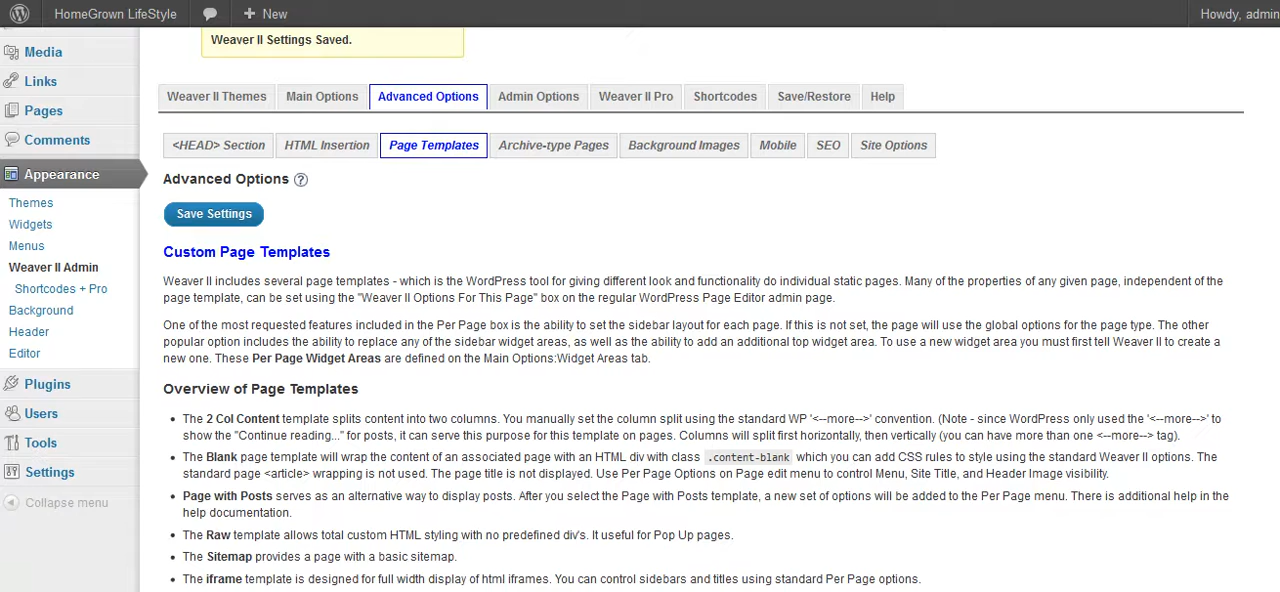 HomeGrown LifeStyle New Howdy, admin
Media
Links
Pages
Comments
Appearance
Themes
Widgets
Menus
Weaver II Admin
Shortcodes + Pro
Background
Header
Editor
Plugins
Users
Tools
Settings
Collapse menu
Weaver II Settings Saved.
Weaver II Themes Main Options Advanced Options Admin Options Weaver II Pro Shortcodes Save/Restore Help
<HEAD> Section HTML Insertion Page Templates Archive-type Pages Background Images Mobile SEO Site Options
Advanced Options ?
Save Settings
Custom Page Templates
Weaver II includes several page templates - which is the WordPress tool for giving different look and functionality do individual static pages. Many of the properties of any given page, independent of the
page template, can be set using the "Weaver II Options For This Page" box on the regular WordPress Page Editor admin page.
One of the most requested features included in the Per Page box is the ability to set the sidebar layout for each page. If this is not set, the page will use the global options for the page type. The other
popular option includes the ability to replace any of the sidebar widget areas, as well as the ability to add an additional top widget area. To use a new widget area you must first tell Weaver II to create a
new one. These Per Page Widget Areas are defined on the Main Options:Widget Areas tab.
Overview of Page Templates
• The 2 Col Content template splits content into two columns. You manually set the column split using the standard WP '<--more-->' convention. (Note - since WordPress only used the '<--more-->' to
show the "Continue reading..." for posts, it can serve this purpose for this template on pages. Columns will split first horizontally, then vertically (you can have more than one <--more--> tag).
• The Blank page template will wrap the content of an associated page with an HTML div with class .content-blank which you can add CSS rules to style using the standard Weaver II options. The
standard page <article> wrapping is not used. The page title is not displayed. Use Per Page Options on Page edit menu to control Menu, Site Title, and Header Image visibility.
• Page with Posts serves as an alternative way to display posts. After you select the Page with Posts template, a new set of options will be added to the Per Page menu. There is additional help in the
help documentation.
• The Raw template allows total custom HTML styling with no predefined div's. It useful for Pop Up pages.
• The Sitemap provides a page with a basic sitemap.
• The iframe template is designed for full width display of html iframes. You can control sidebars and titles using standard Per Page options.